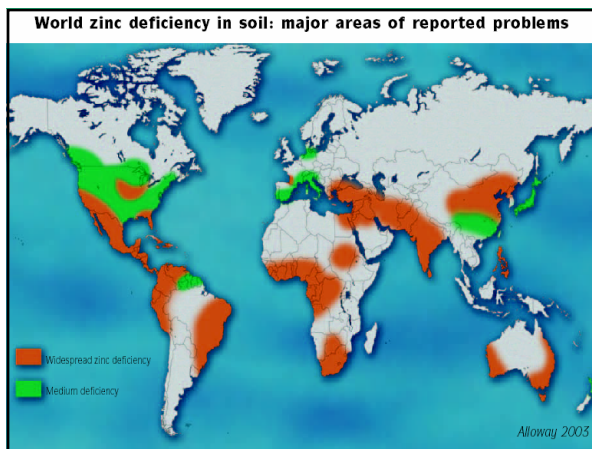 World zinc deficiency in soil: major areas of reported problems
Widespread zinc deficiency
Medium deficiency
Alloway 2003